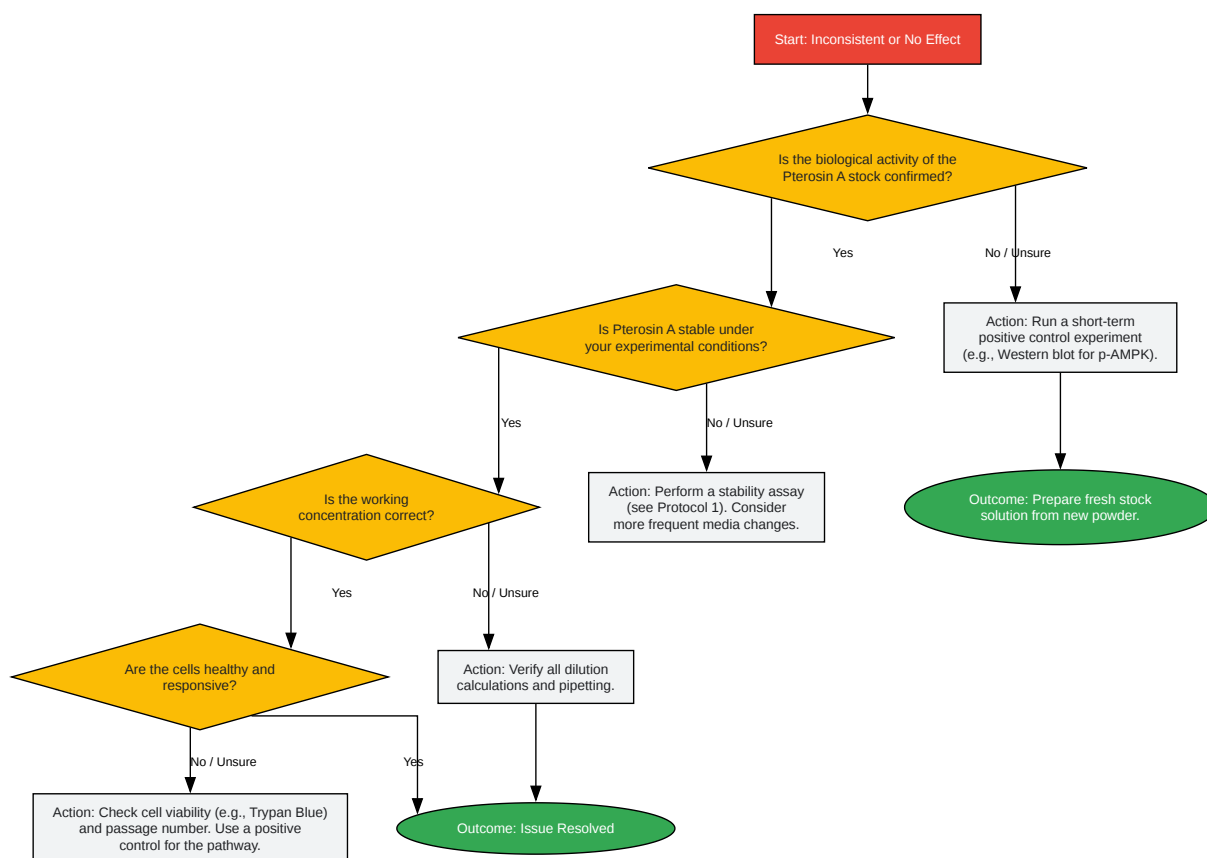 Start: Inconsistent or No Effect
Is the biological activity of the
Pterosin A stock confirmed?
Yes
No / Unsure
Is Pterosin A stable under
your experimental conditions?
Action: Run a short-term
positive control experiment
(e.g., Western blot for p-AMPK).
Yes
No / Unsure
Is the working
concentration correct?
Action: Perform a stability assay
(see Protocol 1). Consider
more frequent media changes.
Outcome: Prepare fresh stock
solution from new powder.
Yes
No / Unsure
Are the cells healthy and
responsive?
Action: Verify all dilution
calculations and pipetting.
No / Unsure
Yes
Action: Check cell viability (e.g., Trypan Blue)
and passage number. Use a positive
control for the pathway.
Outcome: Issue Resolved